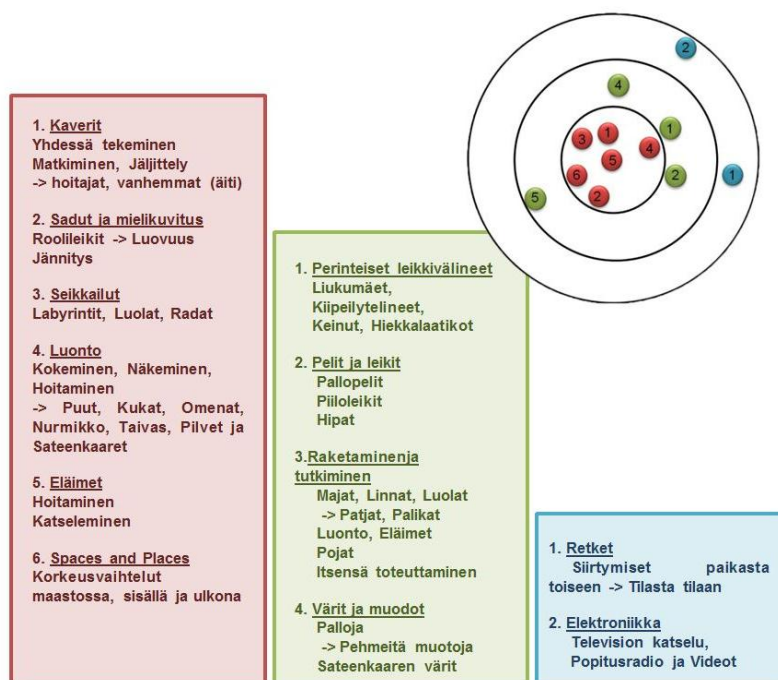 2
4
3
1
1
4
5
6
2
1
2
5
1. Kaverit
Yhdessä tekeminen
Matkiminen, Jäljittely
-> hoitajat, vanhemmat (äiti)
2. Sadut ja mielikuvitus
Roolileikit -> Luovuus
Jännitys
3. Seikkailut
Labyrintit, Luolat, Radat
4. Luonto
Kokeminen, Näkeminen,
Hoitaminen
-> Puut, Kukat, Omenat,
Nurmikko, Taivas, Pilvet ja
Sateenkaaret
5. Eläimet
Hoitaminen
Katseleminen
6. Spaces and Places
Korkeusvaihtelut
maastossa, sisällä ja ulkona
1. Perinteiset leikkivälineet
Liukumäet,
Kiipeilytelineet,
Keinut, Hiekkalaatikot
2. Pelit ja leikit
Pallopelit
Piiloleikit
Hipat
3.Raketaminenja
tutkiminen
Majat, Linnat, Luolat
-> Patjat, Palikat
Luonto, Eläimet
Pojat
Itsensä toteuttaminen
4. Värit ja muodot
Palloja
-> Pehmeitä muotoja
Sateenkaaren värit
1. Retket
Siirtymiset paikasta
toiseen -> Tilasta tilaan
2. Elektroniikka
Television katselu,
Popitusradio ja Videot